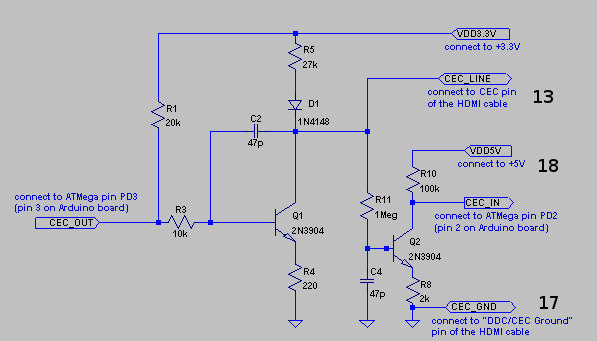 VDD3.3V
connect to +3.3V
R5
27k
CEC_LINE
connect to CEC pin
of the HDMI cable
13
D1
1N4148
R1
20k
C2
47p
VDD5V
connect to +5V
18
R10
100k
connect to ATMega pin PD3
(pin 3 on Arduino board)
CEC_OUT
R3
10k
Q1
2N3904
R11
1Meg
CEC_IN
connect to ATMega pin PD2
(pin 2 on Arduino board)
Q2
2N3904
R4
220
C4
47p
R8
2k
CEC_GND
17
connect to "DDC/CEC Ground"
pin of the HDMI cable